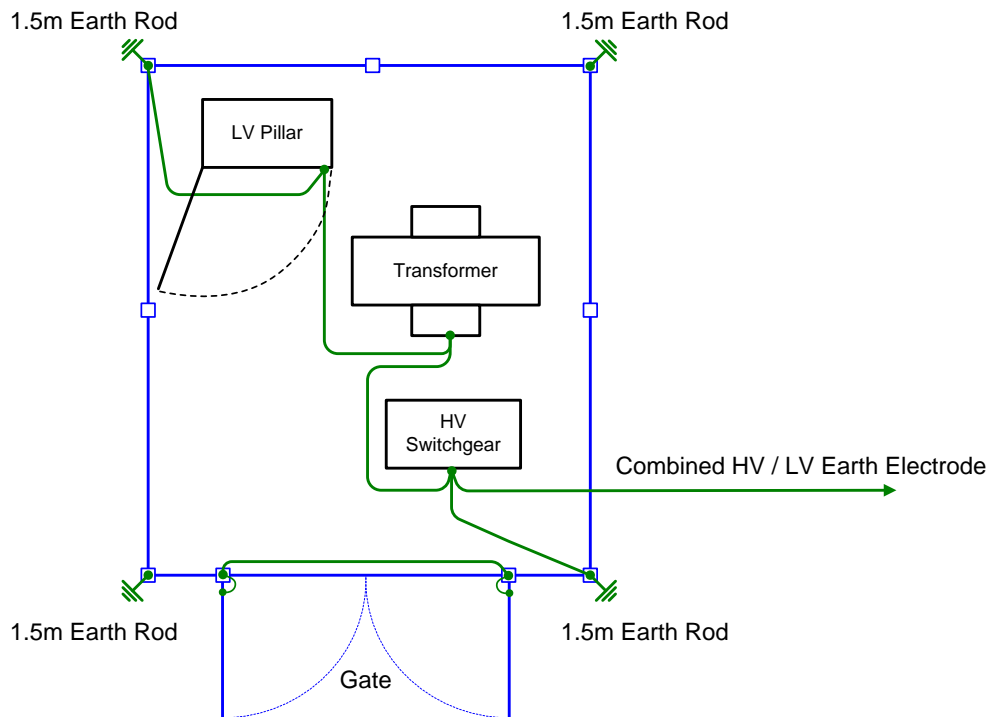 1.5m Earth Rod
1.5m Earth Rod
LV Pillar
Transformer
HV
Switchgear
Combined HV / LV Earth Electrode
1.5m Earth Rod
1.5m Earth Rod
Gate